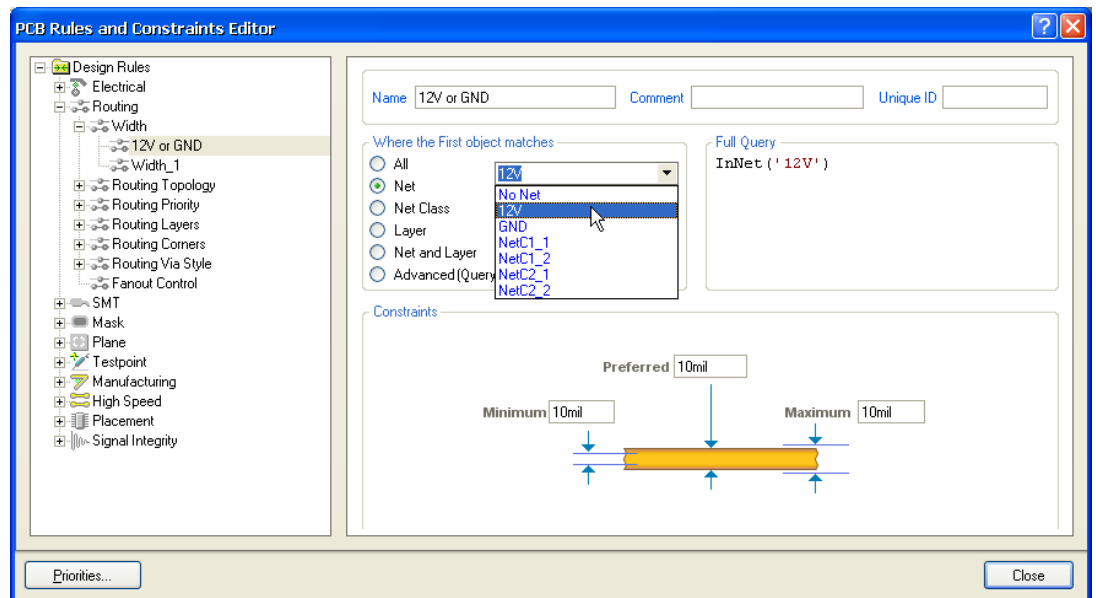 PCB Rules and Constraints Editor
Design Rules
Electrical
Routing
Width
12V or GND
Width_1
Routing Topology
Routing Priority
Routing Layers
Routing Corners
Routing Via Style
Fanout Control
SMT
Mask
Plane
Testpoint
Manufacturing
High Speed
Placement
Signal Integrity
Name 12V or GND Comment Unique ID
Where the First object matches
All
Net
Net Class
Layer
Net and Layer
Advanced (Query
12V
No Net
12V
GND
NetC1_1
NetC1_2
NetC2_1
NetC2_2
Full Query
InNet('12V')
Constraints
Preferred 10mil
Minimum 10mil
Maximum 10mil
Priorities...
Close